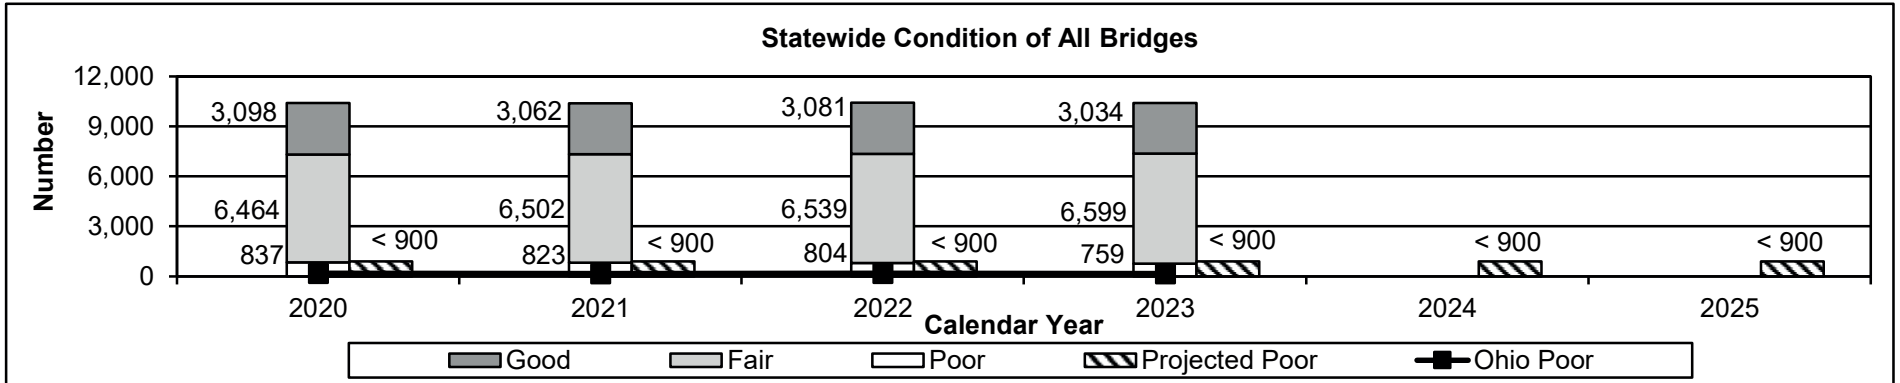 Statewide Condition of All Bridges
Number
12,000
9,000
6,000
3,000
0
3,098 3,062 3,081 3,034
6,464 6,502 6,539 6,599
837 < 900 823 < 900 804 < 900 759 < 900 < 900 < 900
2020 2021 2022 2023 2024 2025
Calendar Year
Good Fair Poor Projected Poor Ohio Poor